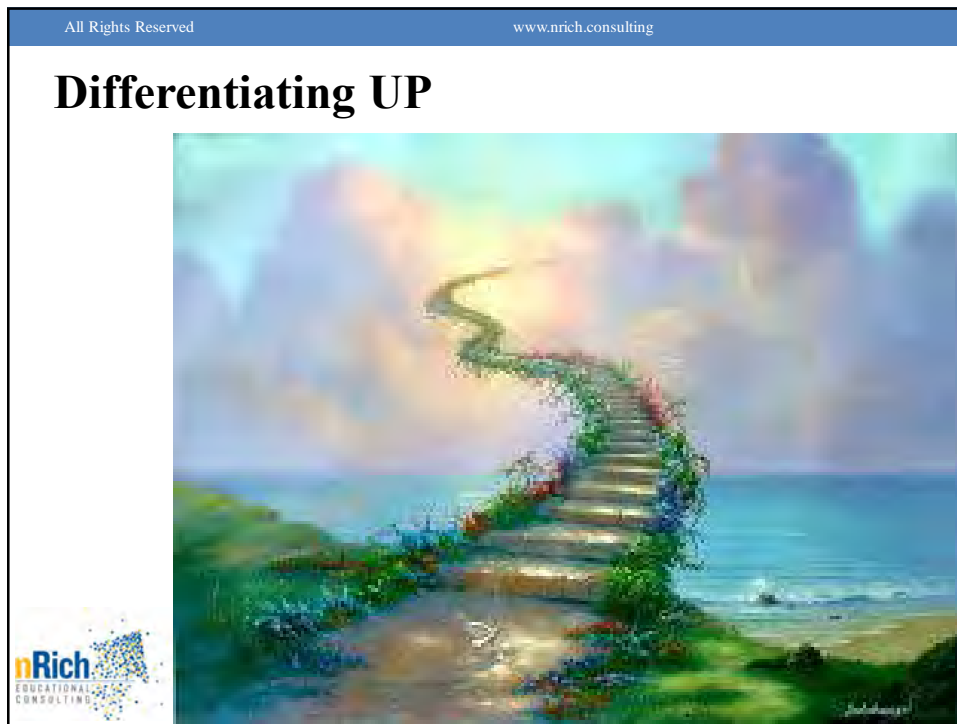 All Rights Reserved www.nrich.consulting
Differentiating UP
nRich
EDUCATIONAL
CONSULTING